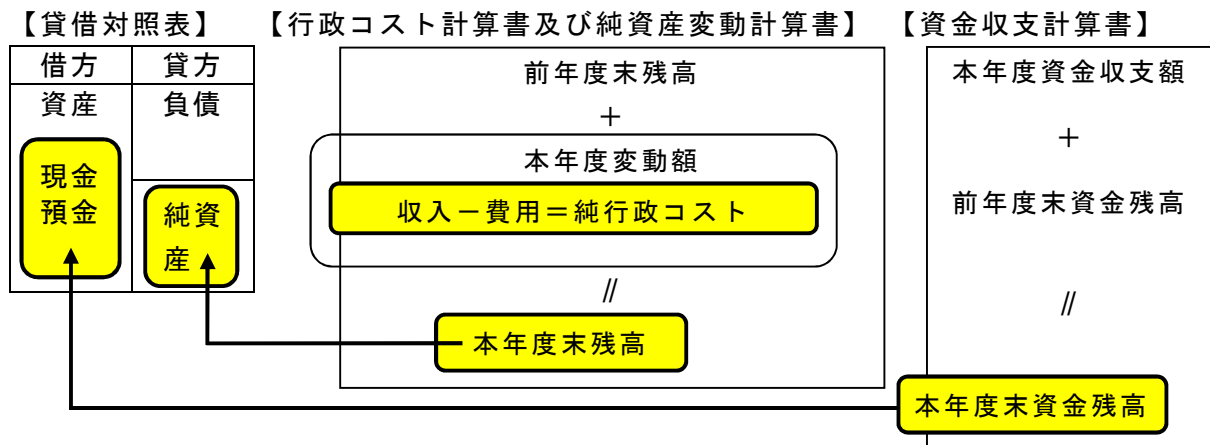 【貸借対照表】
借方 貸方
資産 負債
現金
預金
純資
産
【行政コスト計算書及び純資産変動計算書】
前年度末残高
＋
本年度変動額
収入－費用＝純行政コスト
〃
本年度末残高
【資金収支計算書】
本年度資金収支額
＋
前年度末資金残高
〃
本年度末資金残高